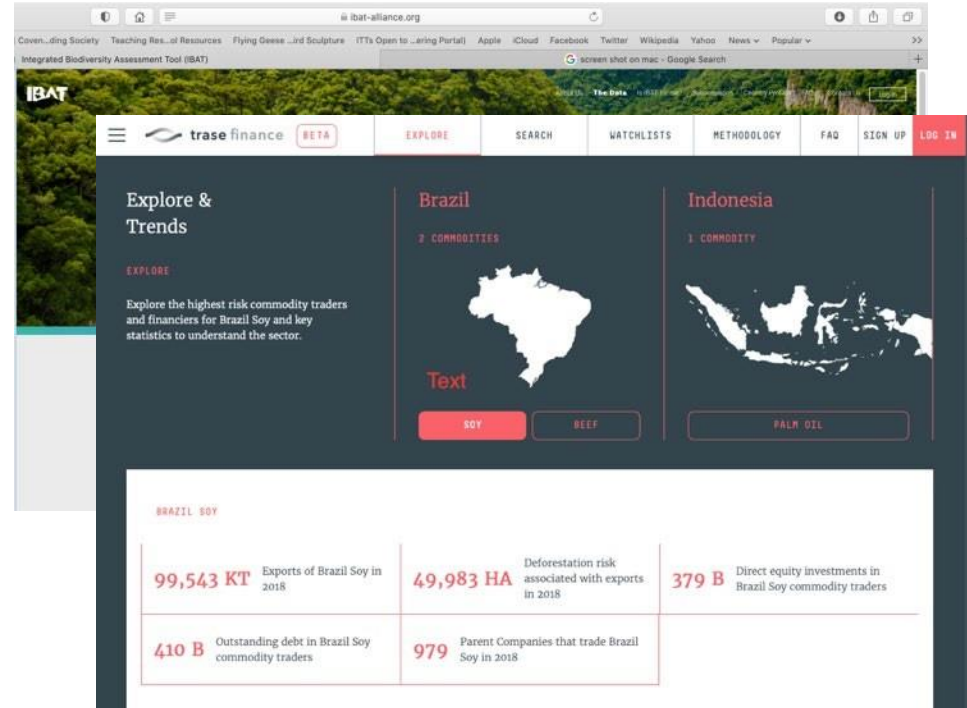 ibat-alliance.org
Coven...ding Society Teaching Res...ol Resources Flying Geese ...ird Sculpture ITTs Open to ...ering Portal) Apple iCloud Facebook Twitter Wikipedia Yahoo News Popular >>
Integrated Biodiversity Assessment Tool (IBAT) screen shot on mac - Google Search +
IBAT
The Data
trase finance BETA EXPLORE SEARCH WATCHLISTS METHODOLOGY FAQ SIGN UP LOG IN
Explore &
Trends
EXPLORE
Explore the highest risk commodity traders
and financiers for Brazil Soy and key
statistics to understand the sector.
Brazil
2 COMMODITIES
Text
SOY BEEF
Indonesia
1 COMMODITY
PALM OIL
BRAZIL SOY
99,543 KT Exports of Brazil Soy in
2018
49,983 HA Deforestation risk
associated with exports
in 2018
379 B Direct equity investments in
Brazil Soy commodity traders
410 B Outstanding debt in Brazil Soy
commodity traders
979 Parent Companies that trade Brazil
Soy in 2018